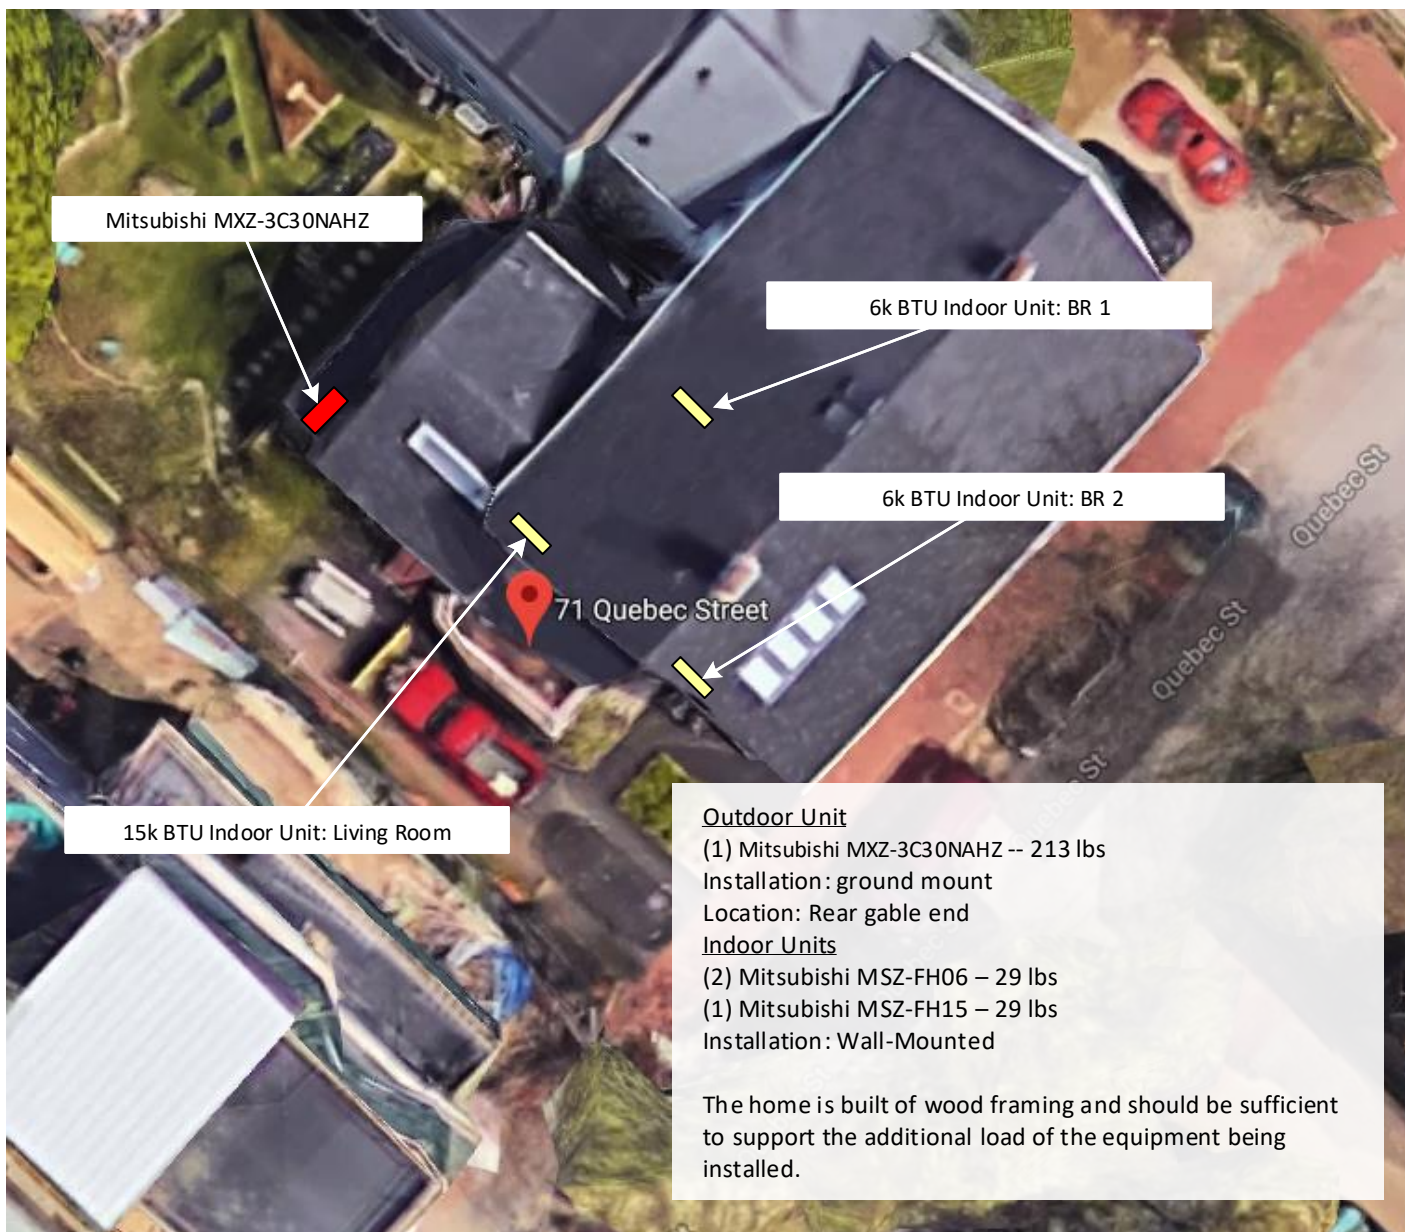 Mitsubishi MXZ-3C30NAHZ
6k BTU Indoor Unit: BR 1
Quebec St
6k BTU Indoor Unit: BR 2
71 Quebec Street
Quebec St
Quebec St
15k BTU Indoor Unit: Living Room
Outdoor Unit
(1) Mitsubishi MXZ-3C30NAHZ -- 213 lbs
Installation: ground mount
Location: Rear gable end
Indoor Units
(2) Mitsubishi MSZ-FH06 – 29 lbs
(1) Mitsubishi MSZ-FH15 – 29 lbs
Installation: Wall-Mounted
The home is built of wood framing and should be sufficient
to support the additional load of the equipment being
installed.